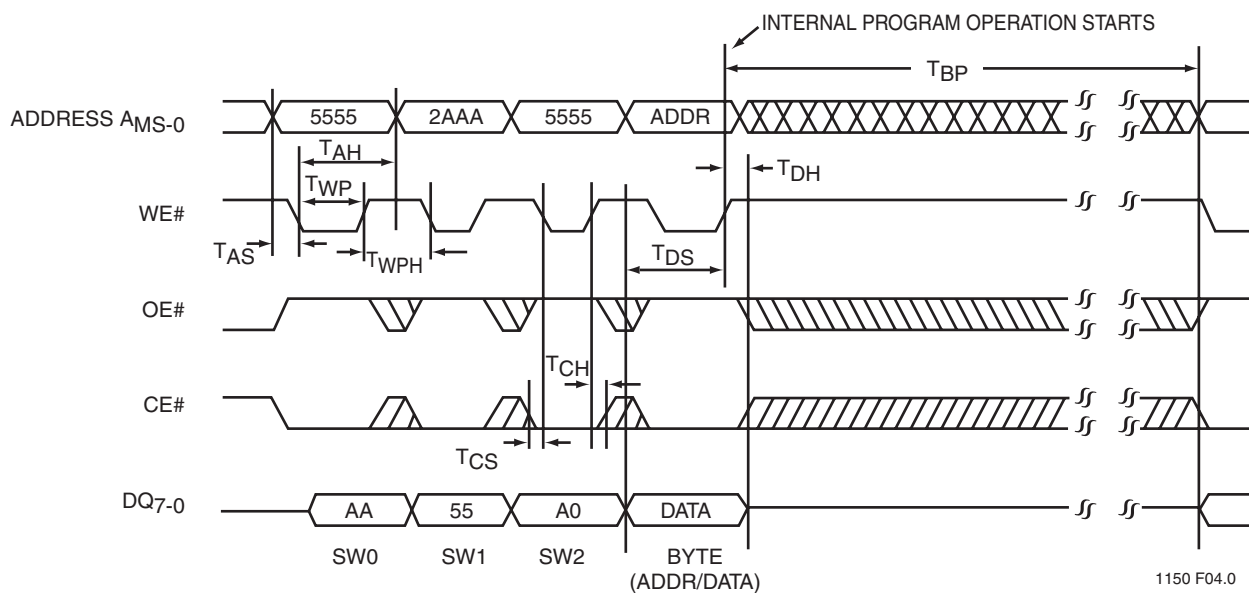 INTERNAL PROGRAM OPERATION STARTS
TBP
ADDRESS AMS-0
5555
2AAA
5555
ADDR
TAH
TDH
TWP
WE#
TAS
TWPH
TDS
OE#
TCH
CE#
TCS
DQ7-0
AA
55
A0
DATA
SW0
SW1
SW2
BYTE
(ADDR/DATA)
1150 F04.0